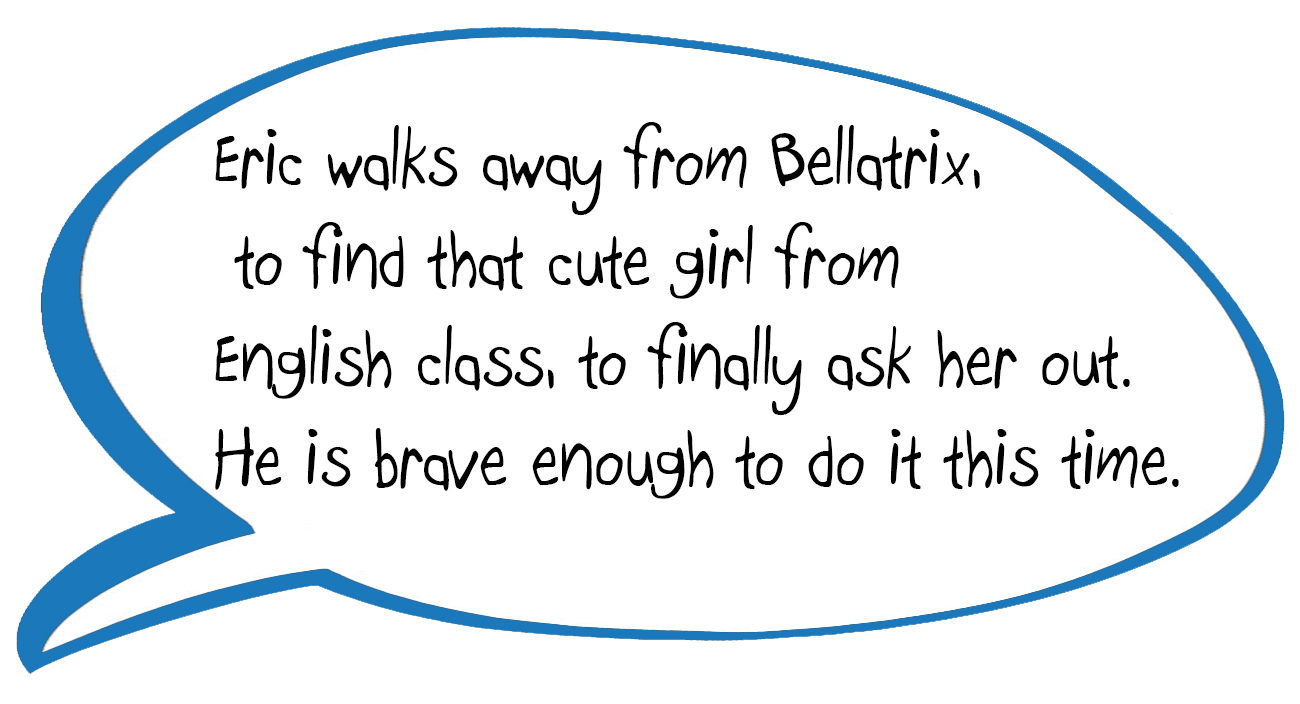 Eric walks away from Bellatrix,
to find that cute girl from
English class, to finally ask her out.
He is brave enough to do it this time.